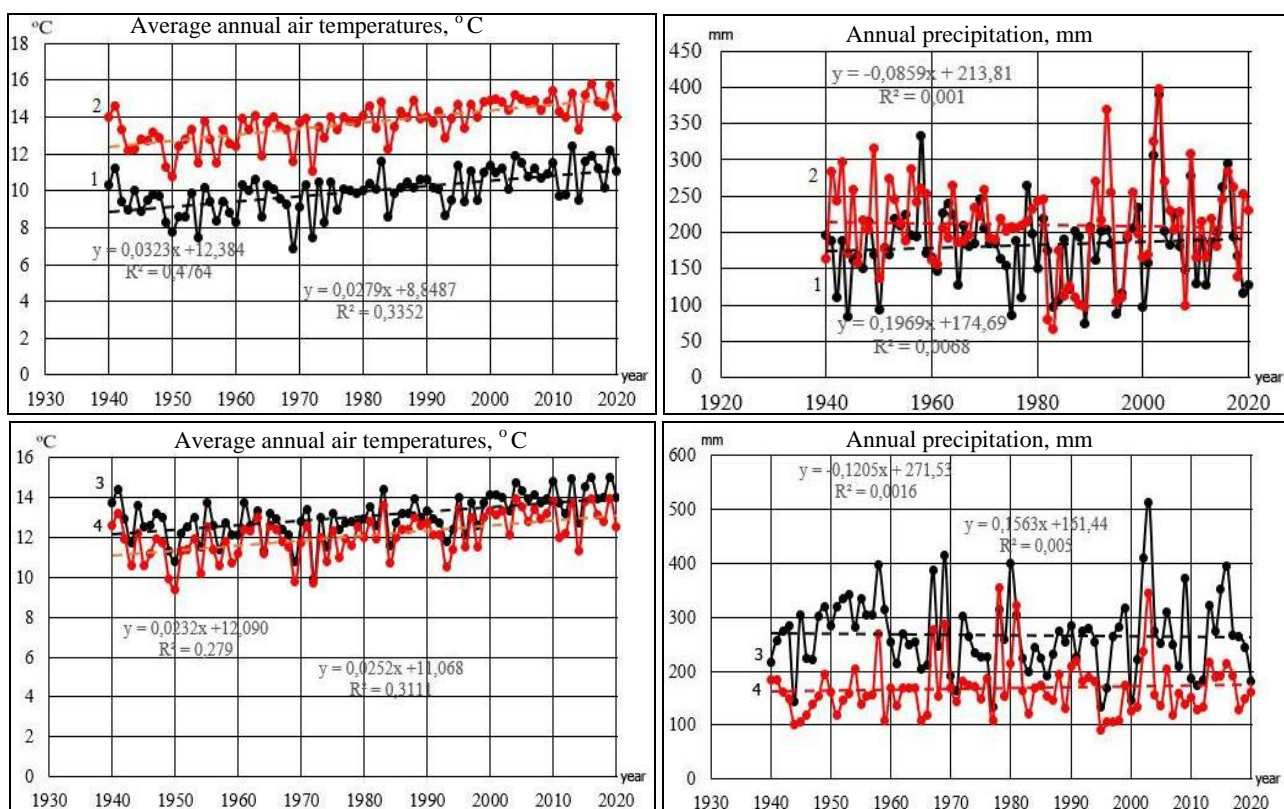 Average annual air temperatures, °C
ºC
18
16
14
12
10
8
6
4
2
0
2
1
y = 0,0323x +12,384
R² = 0,4764
y = 0,0279x +8,8487
R² = 0,3352
year
1930 1940 1950 1960 1970 1980 1990 2000 2010 2020
Annual precipitation, mm
mm
450
400
350
300
250
200
150
100
50
0
y = -0,0859x + 213,81
R² = 0,001
2
1
y = 0,1969x +174,69
R² = 0,0068
year
1920 1940 1960 1980 2000 2020
Average annual air temperatures, °C
ºC
16
14
12
10
8
6
4
2
0
3
4
y = 0,0232x +12,090
R² = 0,279
y = 0,0252x +11,068
R² = 0,3111
year
1930 1940 1950 1960 1970 1980 1990 2000 2010 2020
Annual precipitation, mm
mm
600
500
400
300
200
100
0
y = -0,1205x + 271,53
R² = 0,0016
y = 0,1563x +161,44
R² = 0,005
3
4
year
1930 1940 1950 1960 1970 1980 1990 2000 2010 2020